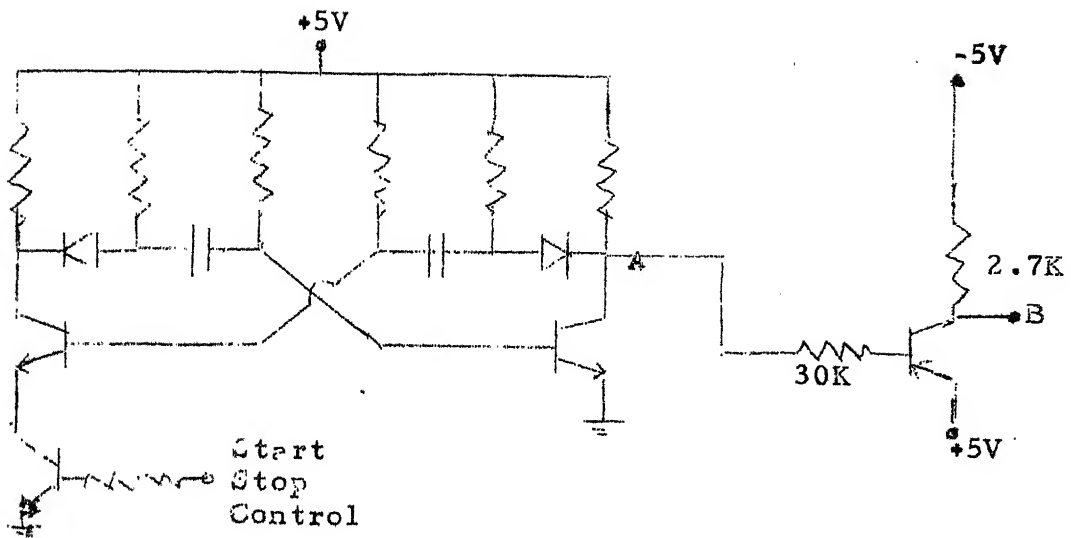 +5V
-5V
2.7K
A
B
30K
+5V
Start
Stop
Control